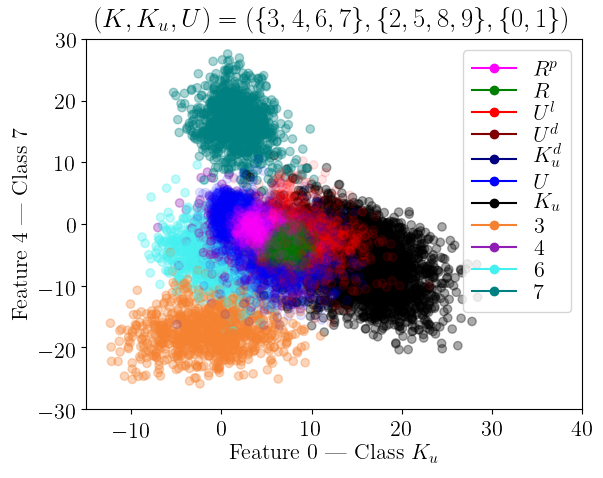 (K, K_u, U) = ({3, 4, 6, 7}, {2, 5, 8, 9}, {0, 1})
30
20
10
0
−10
−20
−30
Feature 4 — Class 7
R^p
R
U^l
U^d
K_u^d
U
K_u
3
4
6
7
−10
0
10
20
30
40
Feature 0 — Class K_u